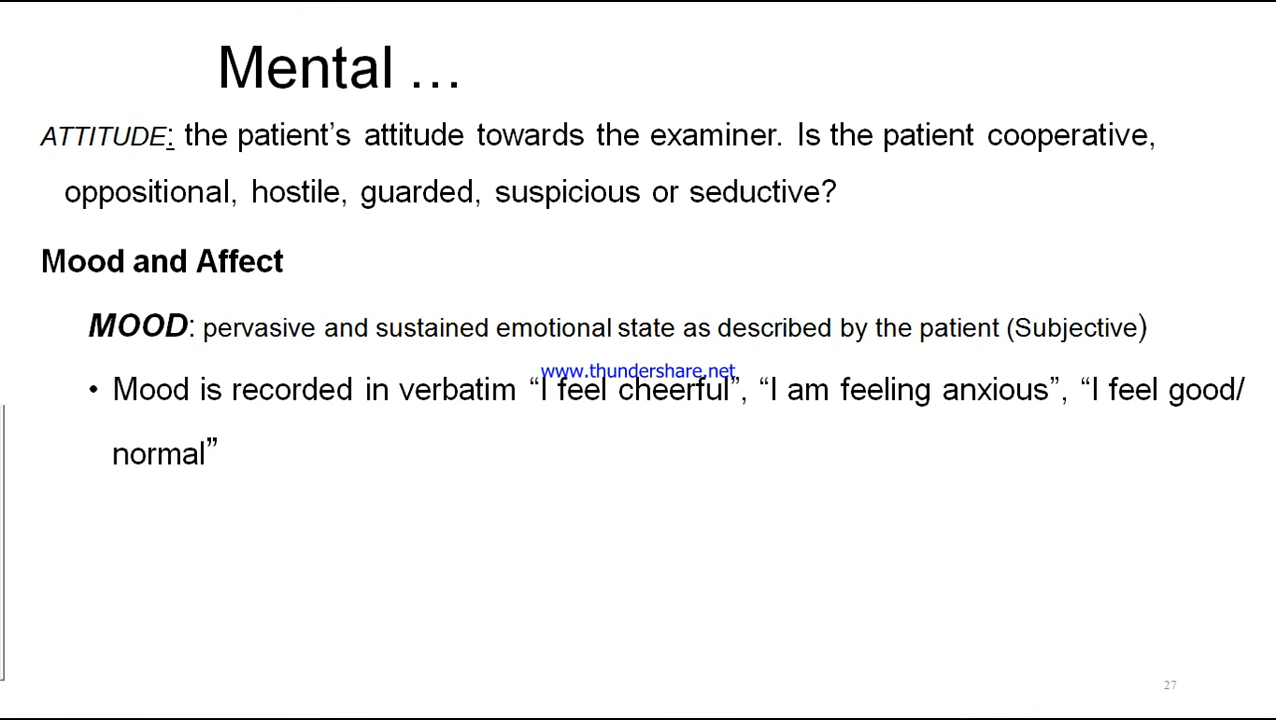 Mental …
ATTITUDE: the patient’s attitude towards the examiner. Is the patient cooperative,
oppositional, hostile, guarded, suspicious or seductive?
Mood and Affect
MOOD: pervasive and sustained emotional state as described by the patient (Subjective)
www.thundershare.net
• Mood is recorded in verbatim “I feel cheerful”, “I am feeling anxious”, “I feel good/
normal”
27